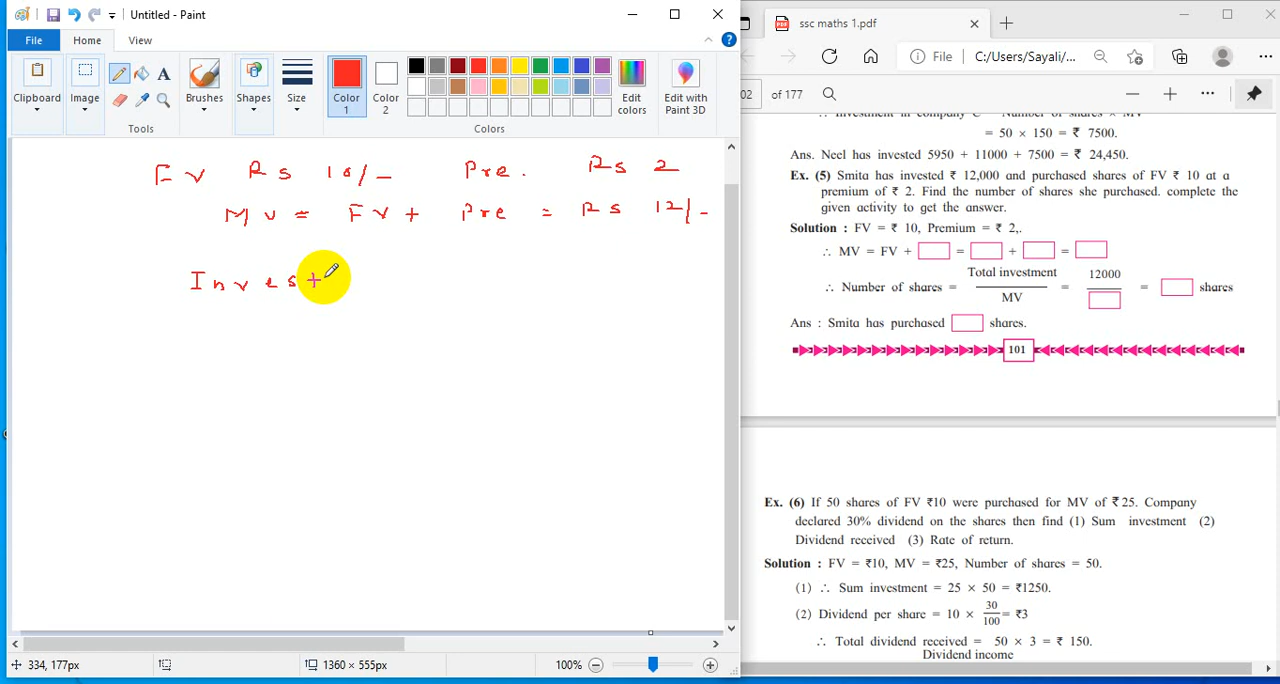 Untitled - Paint
File
Home
View
Clipboard
Image
Tools
Brushes
Shapes
Size
Color 1
Color 2
Edit colors
Edit with Paint 3D
Colors
FV Rs 10/- Pre. Rs 2
MV = FV + Pre = Rs 12/-
Invest
334, 177px
1360 × 555px
100%
ssc maths 1.pdf
File
C:/Users/Sayali/...
02 of 177
= 50 × 150 = ₹ 7500.
Ans. Neel has invested 5950 + 11000 + 7500 = ₹ 24,450.
Ex. (5) Smita has invested ₹ 12,000 and purchased shares of FV ₹ 10 at a
premium of ₹ 2. Find the number of shares she purchased. complete the
given activity to get the answer.
Solution : FV = ₹ 10, Premium = ₹ 2,.
∴ MV = FV + □ = □ + □ = □
∴ Number of shares = Total investment / MV = 12000 / □ = □ shares
Ans : Smita has purchased □ shares.
101
Ex. (6) If 50 shares of FV ₹10 were purchased for MV of ₹25. Company
declared 30% dividend on the shares then find (1) Sum investment (2)
Dividend received (3) Rate of return.
Solution : FV = ₹10, MV = ₹25, Number of shares = 50.
(1) ∴ Sum investment = 25 × 50 = ₹1250.
(2) Dividend per share = 10 × 30/100 = ₹3
∴ Total dividend received = 50 × 3 = ₹ 150.
Dividend income